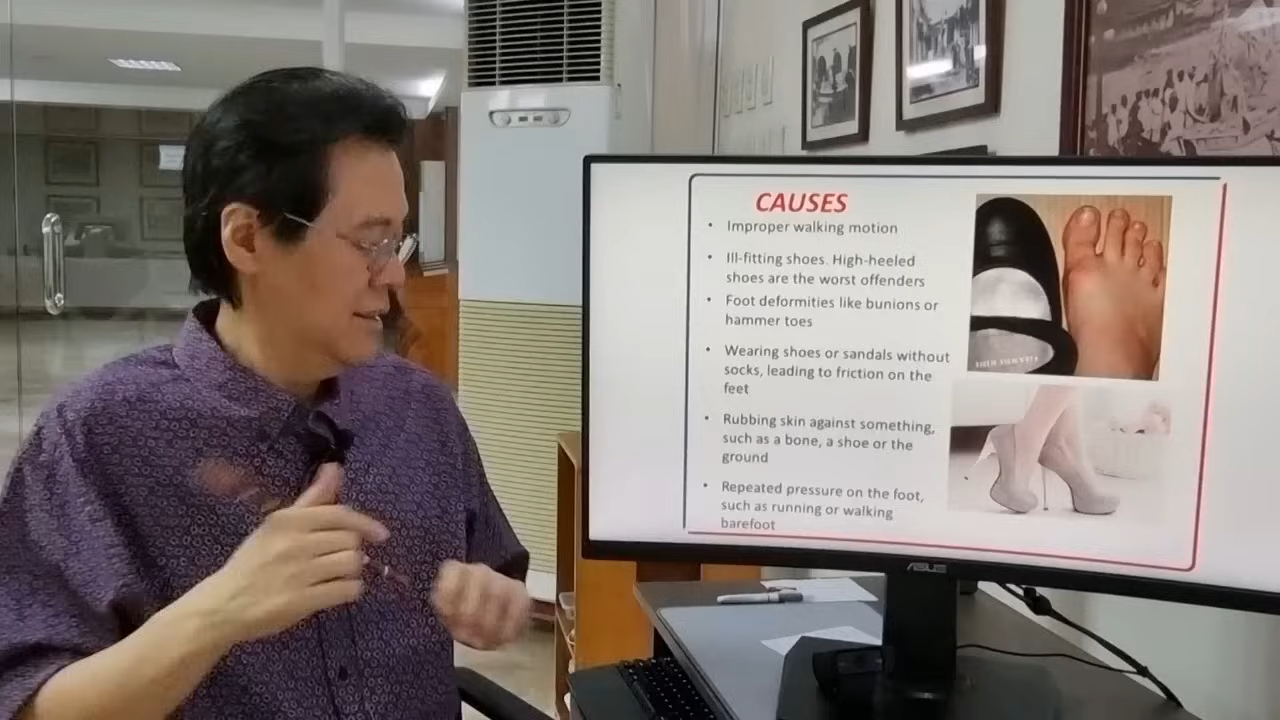 CAUSES
• Improper walking motion
• Ill-fitting shoes. High-heeled
shoes are the worst offenders
• Foot deformities like bunions or
hammer toes
• Wearing shoes or sandals without
socks, leading to friction on the
feet
• Rubbing skin against something,
such as a bone, a shoe or the
ground
• Repeated pressure on the foot,
such as running or walking
barefoot
ASUS